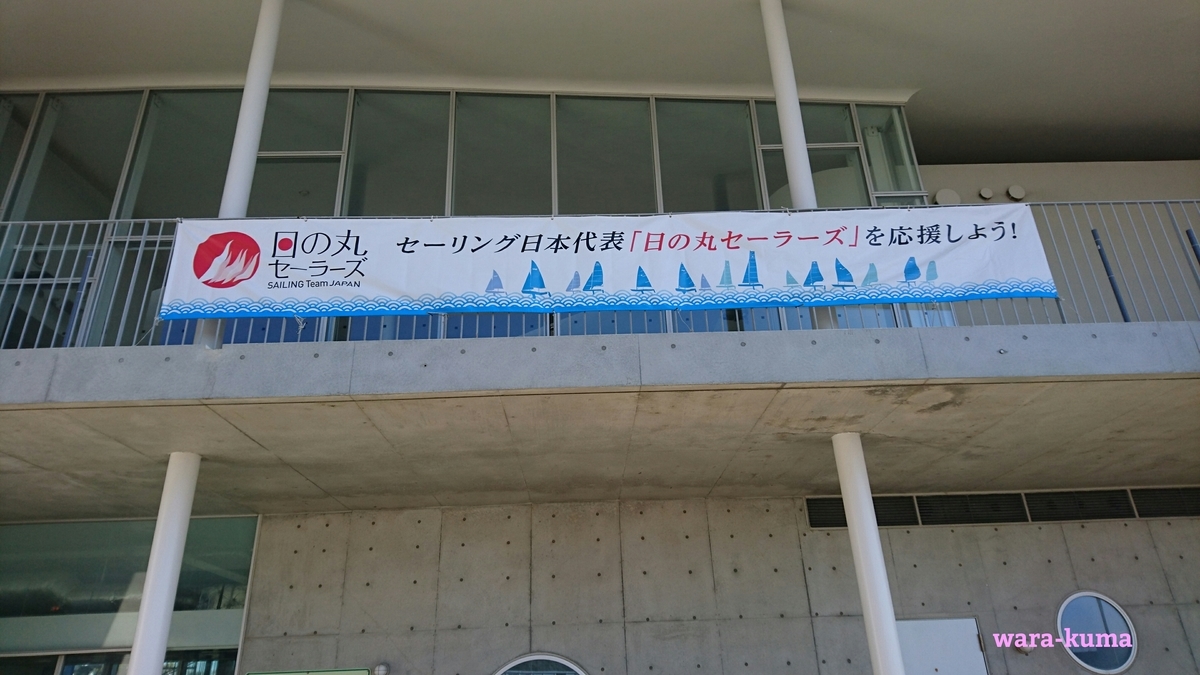 日の丸
セーラーズ
SAILING Team JAPAN
セーリング日本代表「日の丸セーラーズ」を応援しよう!
wara-kuma